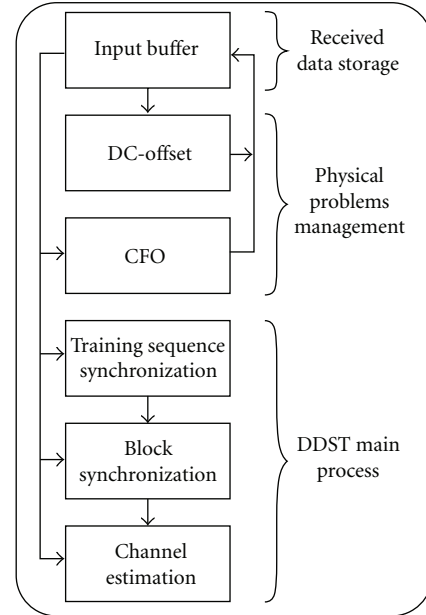 Input buffer
Received
data storage
DC-offset
Physical
problems
management
CFO
Training sequence
synchronization
Block
synchronization
DDST main
process
Channel
estimation